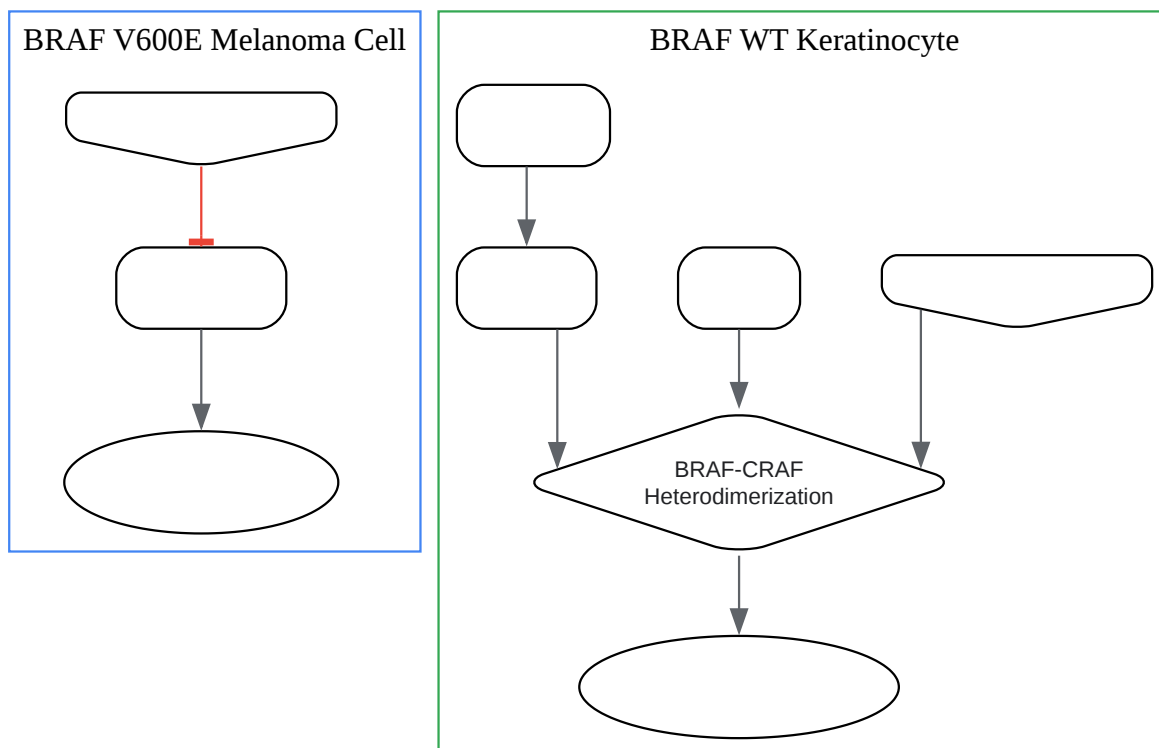 BRAF V600E Melanoma Cell
BRAF WT Keratinocyte
BRAF-CRAF
Heterodimerization